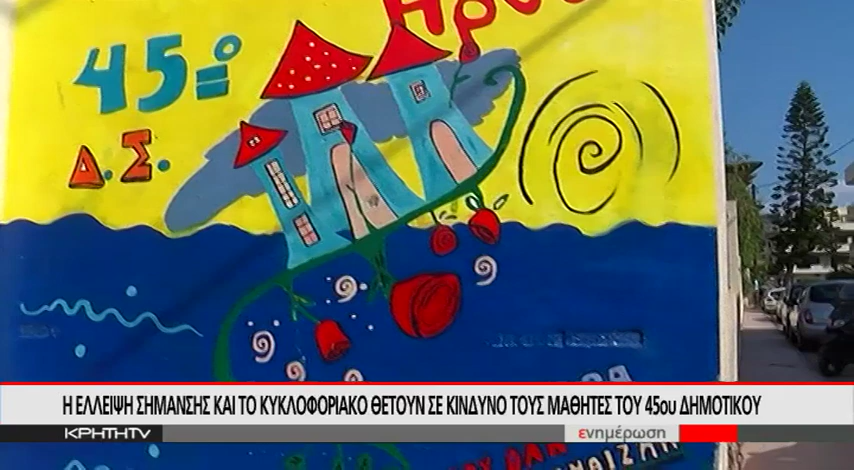 45ο
Δ.Σ.
Η ΕΛΛΕΙΨΗ ΣΗΜΑΝΣΗΣ ΚΑΙ ΤΟ ΚΥΚΛΟΦΟΡΙΑΚΟ ΘΕΤΟΥΝ ΣΕ ΚΙΝΔΥΝΟ ΤΟΥΣ ΜΑΘΗΤΕΣ ΤΟΥ 45ου ΔΗΜΟΤΙΚΟΥ
ΚΡΗΤΗTV
ενημέρωση